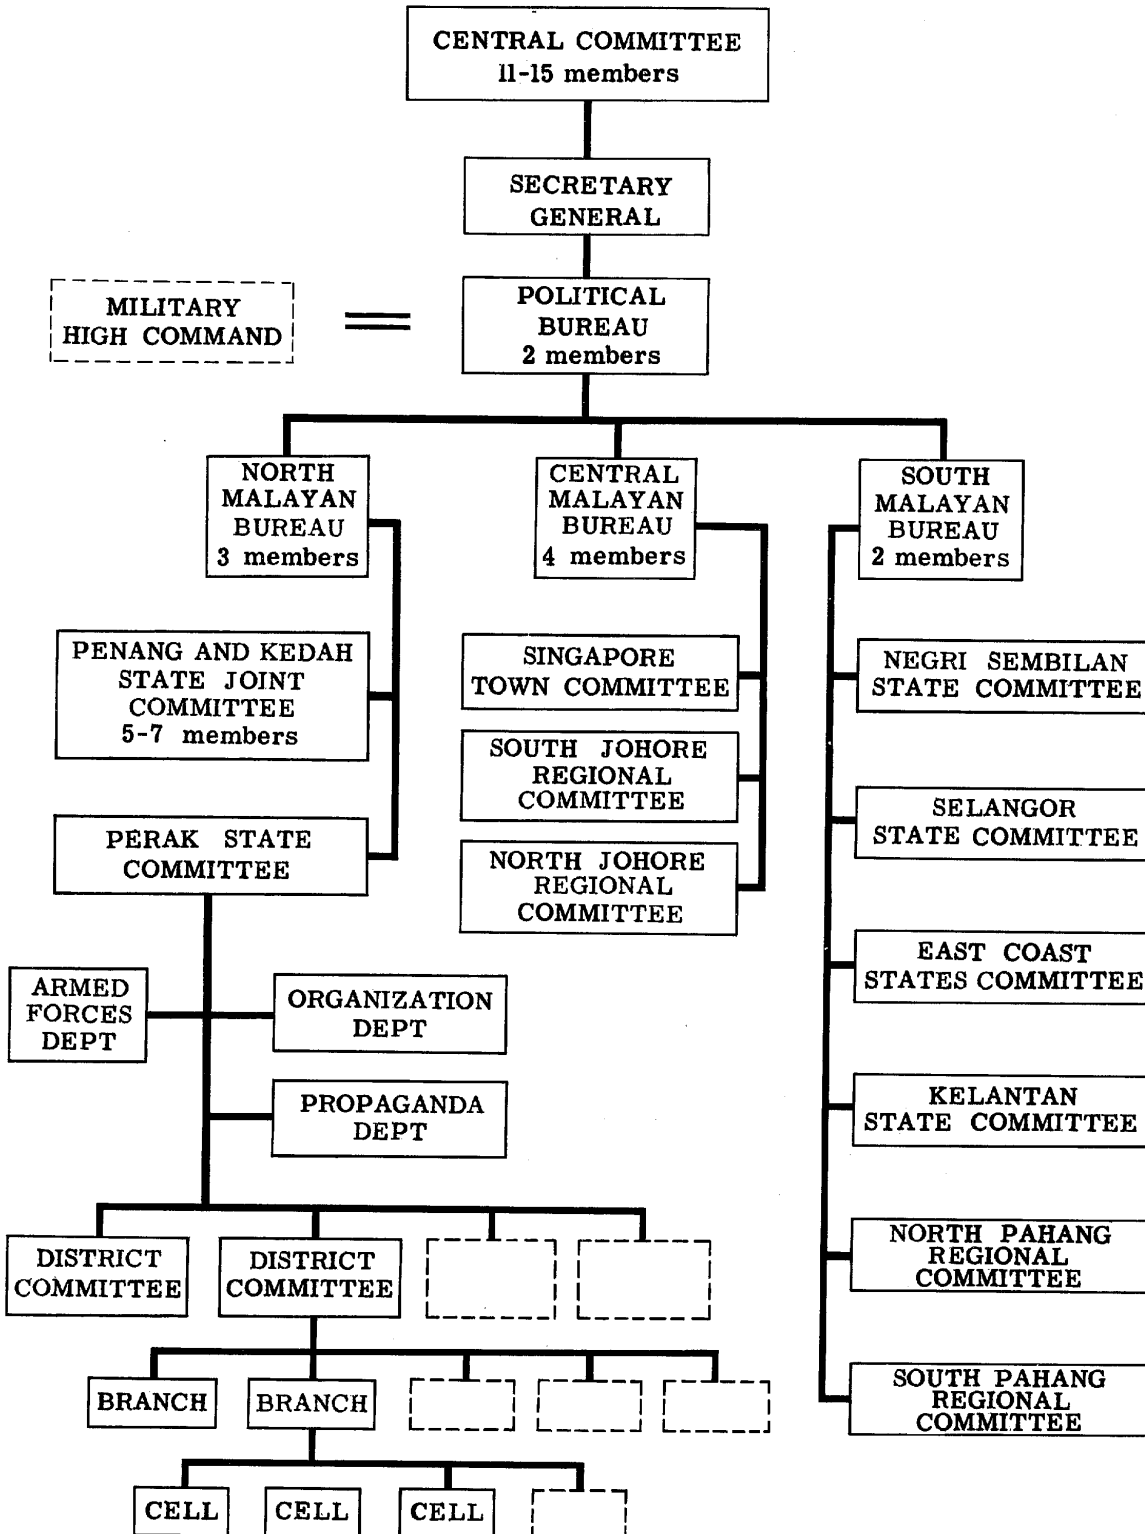 CENTRAL COMMITTEE
11-15 members
SECRETARY
GENERAL
MILITARY
HIGH COMMAND
POLITICAL
BUREAU
2 members
NORTH
MALAYAN
BUREAU
3 members
CENTRAL
MALAYAN
BUREAU
4 members
SOUTH
MALAYAN
BUREAU
2 members
PENANG AND KEDAH
STATE JOINT
COMMITTEE
5-7 members
PERAK STATE
COMMITTEE
SINGAPORE
TOWN COMMITTEE
SOUTH JOHORE
REGIONAL
COMMITTEE
NORTH JOHORE
REGIONAL
COMMITTEE
NEGRI SEMBILAN
STATE COMMITTEE
SELANGOR
STATE COMMITTEE
EAST COAST
STATES COMMITTEE
KELANTAN
STATE COMMITTEE
NORTH PAHANG
REGIONAL
COMMITTEE
SOUTH PAHANG
REGIONAL
COMMITTEE
ARMED
FORCES
DEPT
ORGANIZATION
DEPT
PROPAGANDA
DEPT
DISTRICT
COMMITTEE
DISTRICT
COMMITTEE
BRANCH
BRANCH
CELL
CELL
CELL